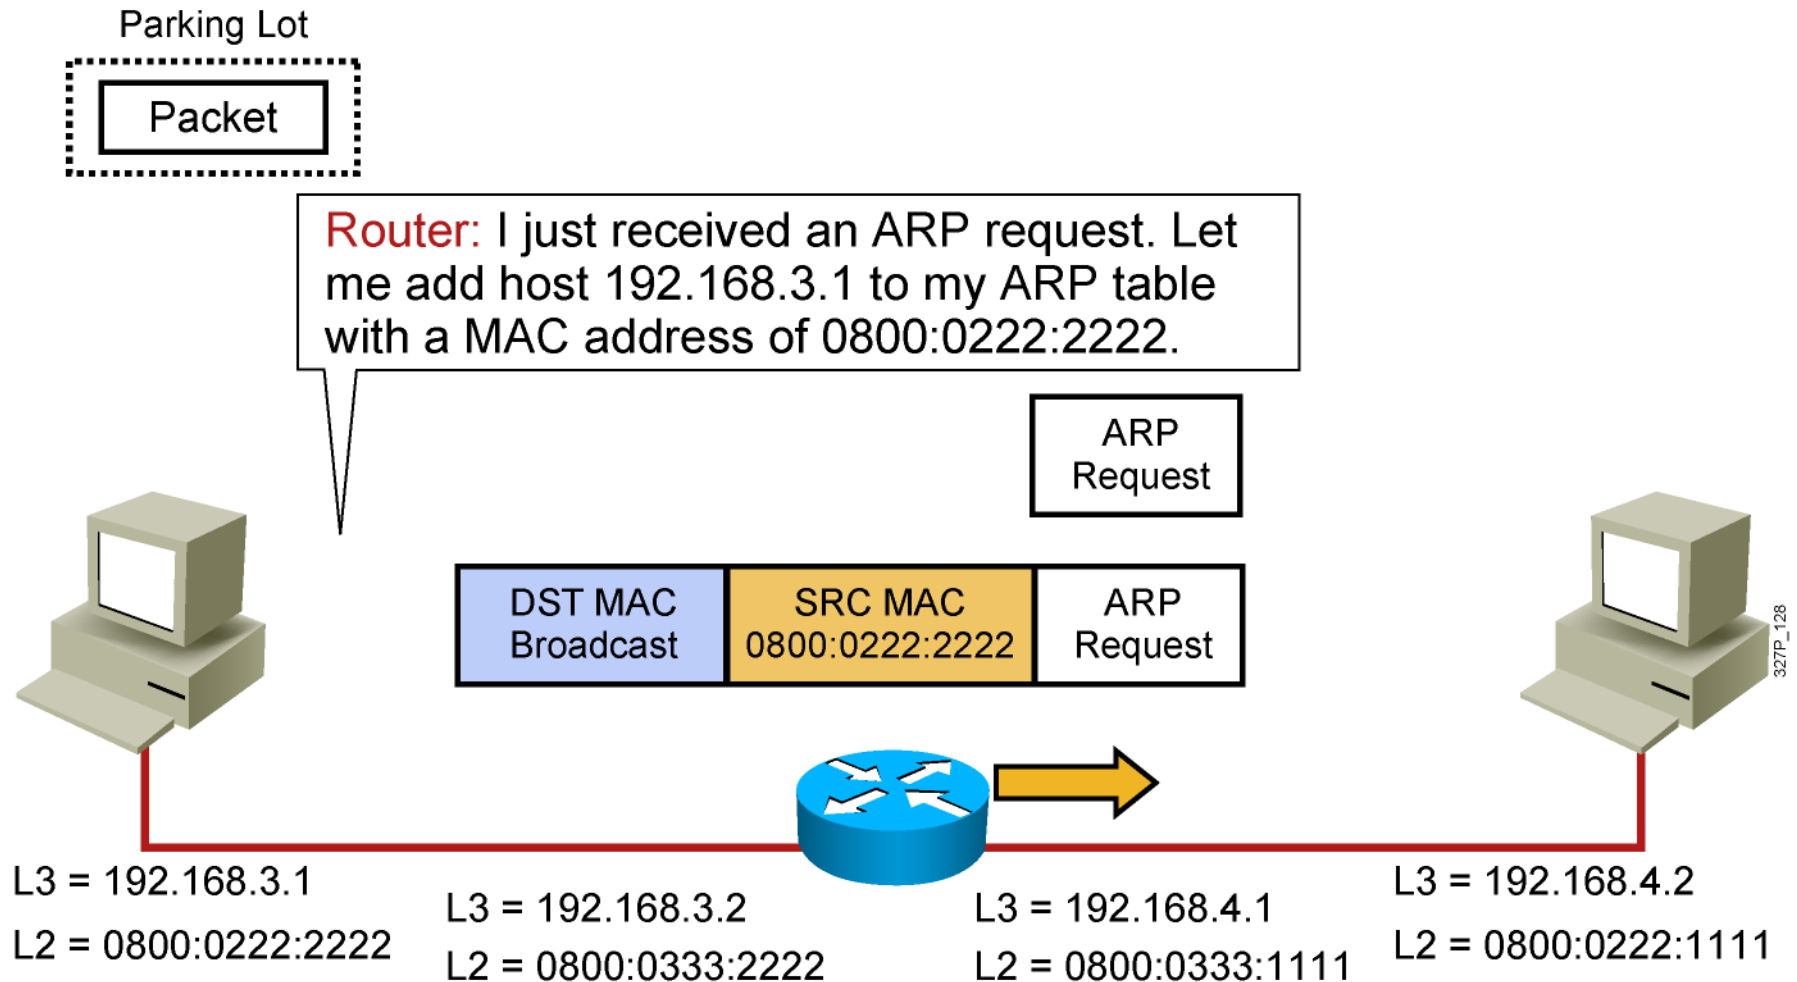 Parking Lot
Packet
Router: I just received an ARP request. Let
me add host 192.168.3.1 to my ARP table
with a MAC address of 0800:0222:2222.
ARP
Request
DST MAC
Broadcast
SRC MAC
0800:0222:2222
ARP
Request
327P_128
L3 = 192.168.3.1
L2 = 0800:0222:2222
L3 = 192.168.3.2
L2 = 0800:0333:2222
L3 = 192.168.4.1
L2 = 0800:0333:1111
L3 = 192.168.4.2
L2 = 0800:0222:1111